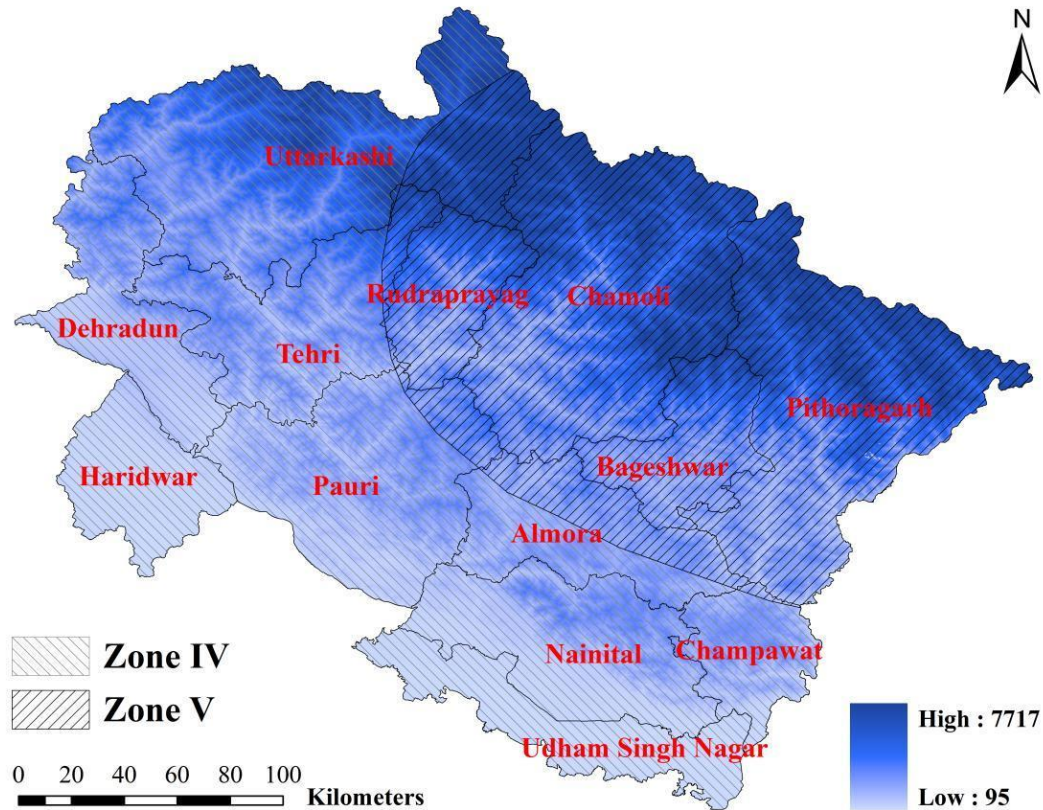 N
Uttarkashi
Rudraprayag
Chamoli
Dehradun
Tehri
Pithoragarh
Haridwar
Pauri
Bageshwar
Almora
Nainital
Champawat
Udham Singh Nagar
Zone IV
Zone V
0 20 40 60 80 100
Kilometers
High : 7717
Low : 95